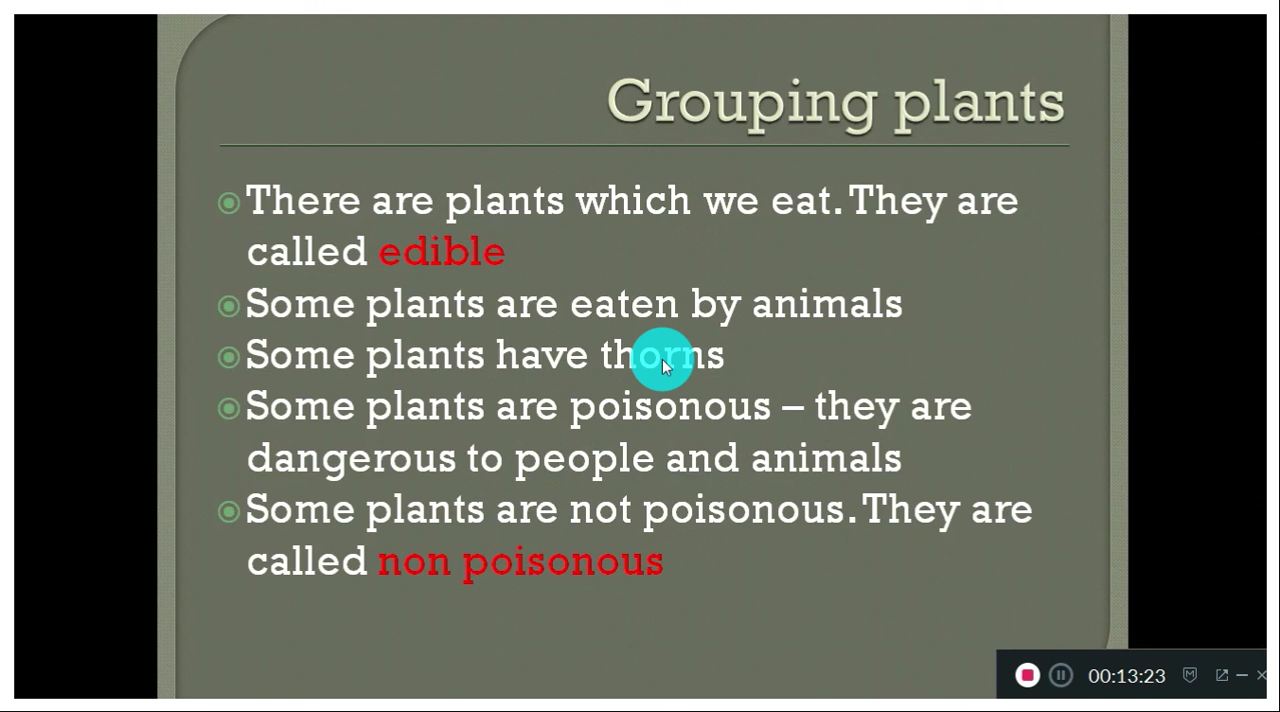 Grouping plants
There are plants which we eat. They are
called edible
Some plants are eaten by animals
Some plants have thorns
Some plants are poisonous – they are
dangerous to people and animals
Some plants are not poisonous. They are
called non poisonous
00:13:23